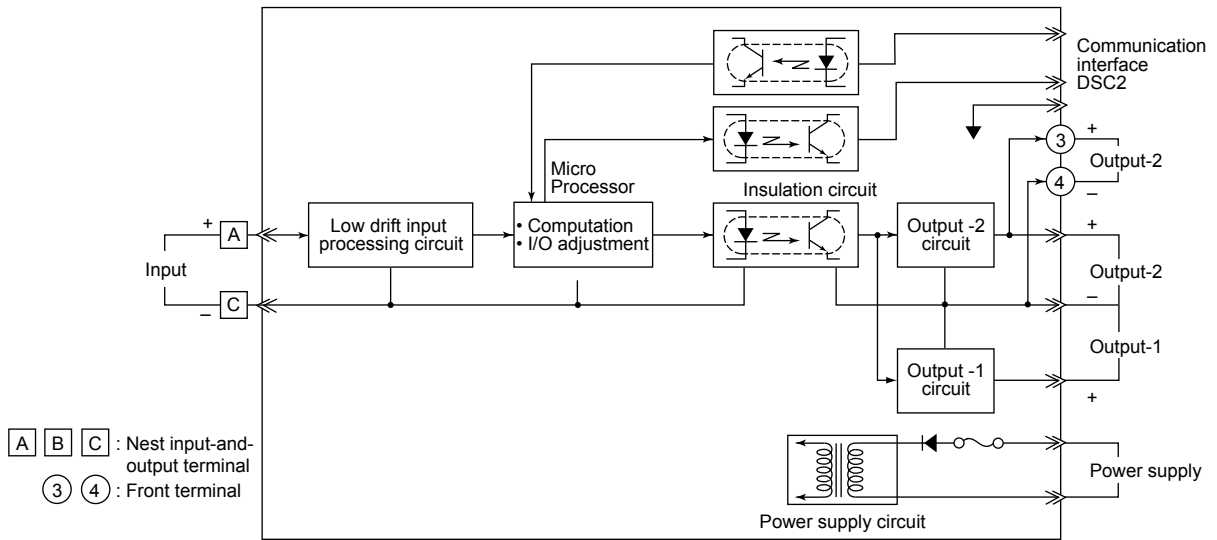 Communication
interface
DSC2
3
+
Output-2
4
–
Insulation circuit
Micro
Processor
+
A
Input
–
C
Low drift input
processing circuit
• Computation
• I/O adjustment
Output -2
circuit
+
Output-2
–
Output-1
+
Output -1
circuit
A B C : Nest input-and-
output terminal
3 4 : Front terminal
Power supply
Power supply circuit